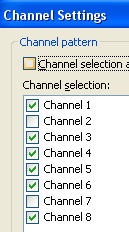 Channel Settings
Channel pattern
Channel selection a
Channel selection:
Channel 1
Channel 2
Channel 3
Channel 4
Channel 5
Channel 6
Channel 7
Channel 8